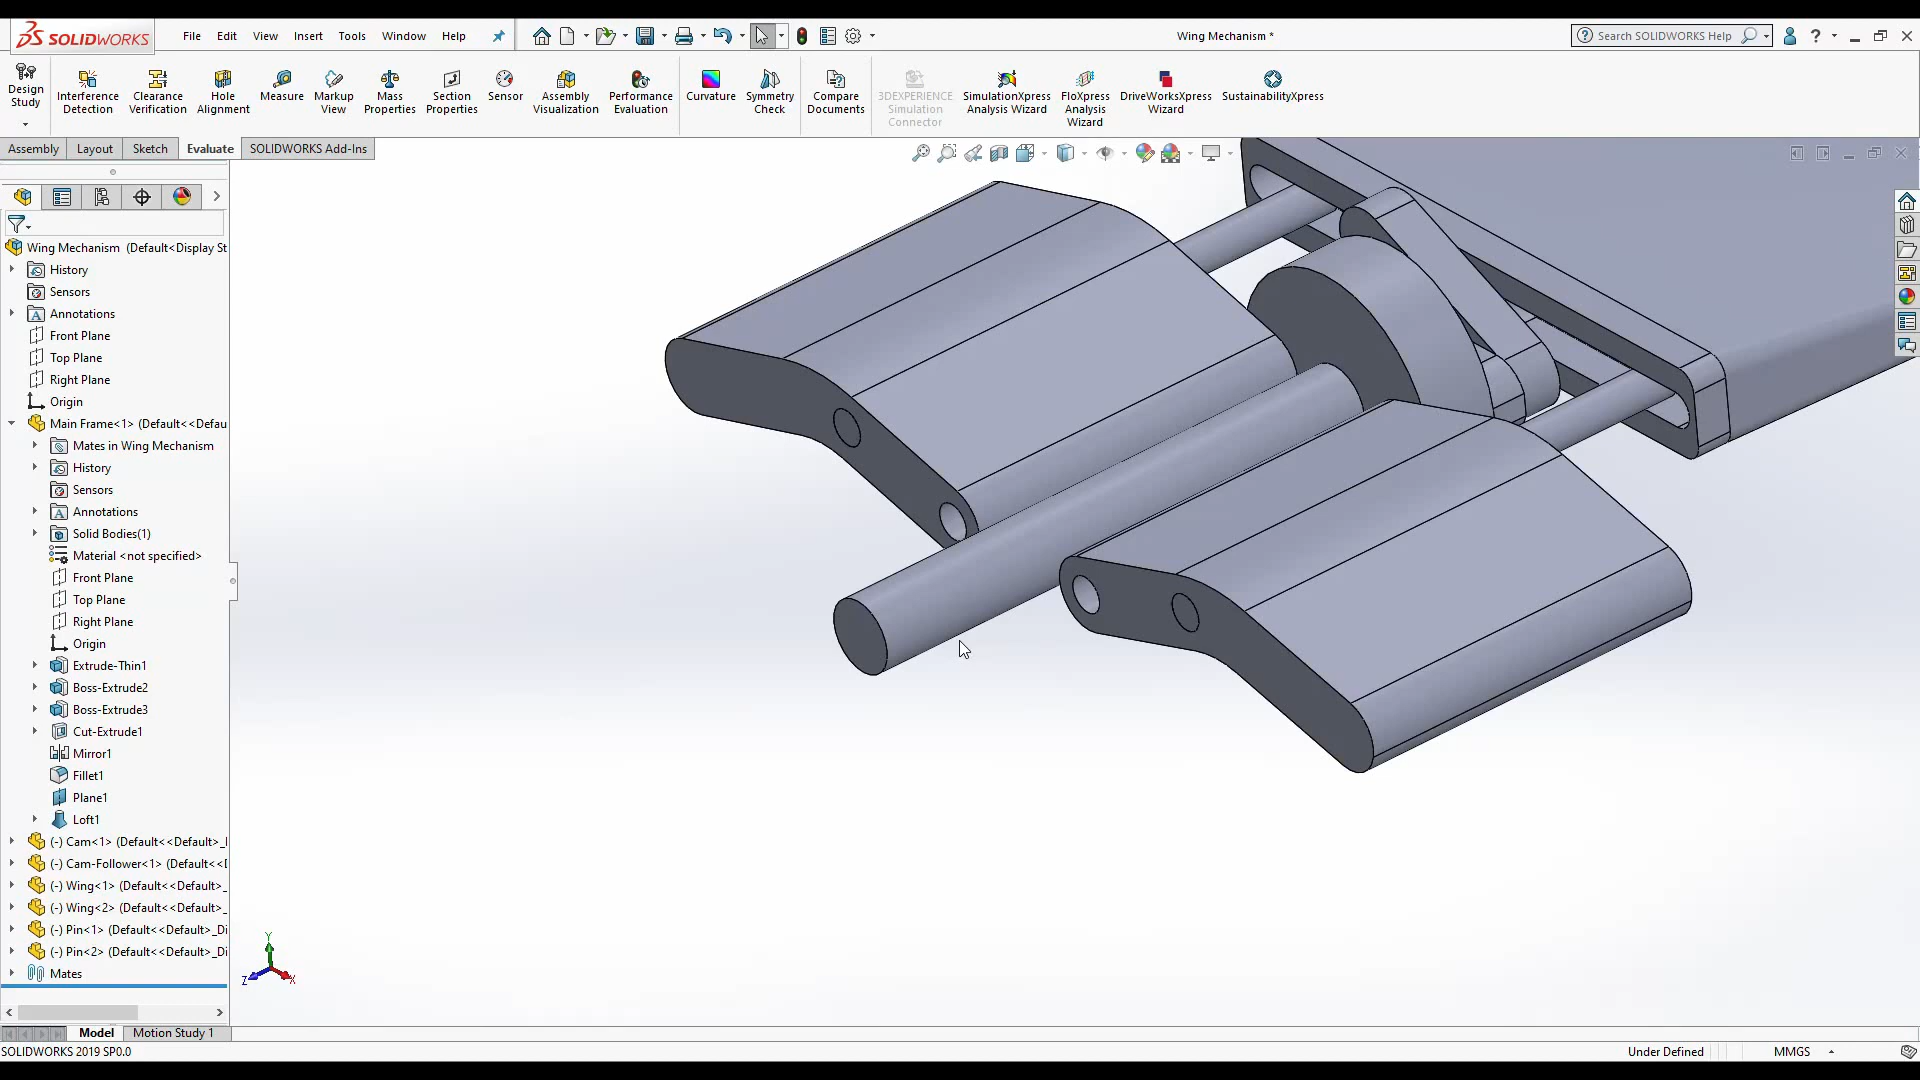 SOLIDWORKS
File Edit View Insert Tools Window Help
Wing Mechanism *
Search SOLIDWORKS Help
Design Study
Interference Detection
Clearance Verification
Hole Alignment
Measure
Markup View
Mass Properties
Section Properties
Sensor
Assembly Visualization
Performance Evaluation
Curvature
Symmetry Check
Compare Documents
3DEXPERIENCE Simulation Connector
SimulationXpress Analysis Wizard
FloXpress Analysis Wizard
DriveWorksXpress Wizard
SustainabilityXpress
Assembly Layout Sketch Evaluate SOLIDWORKS Add-Ins
Wing Mechanism (Default<Display St
History
Sensors
Annotations
Front Plane
Top Plane
Right Plane
Origin
Main Frame<1> (Default<<Defau
Mates in Wing Mechanism
History
Sensors
Annotations
Solid Bodies(1)
Material <not specified>
Front Plane
Top Plane
Right Plane
Origin
Extrude-Thin1
Boss-Extrude2
Boss-Extrude3
Cut-Extrude1
Mirror1
Fillet1
Plane1
Loft1
(-) Cam<1> (Default<<Default>_
(-) Cam-Follower<1> (Default<<
(-) Wing<1> (Default<<Default>_
(-) Wing<2> (Default<<Default>_
(-) Pin<1> (Default<<Default>_Di
(-) Pin<2> (Default<<Default>_Di
Mates
Y
Z X
Model Motion Study 1
SOLIDWORKS 2019 SP0.0
Under Defined MMGS